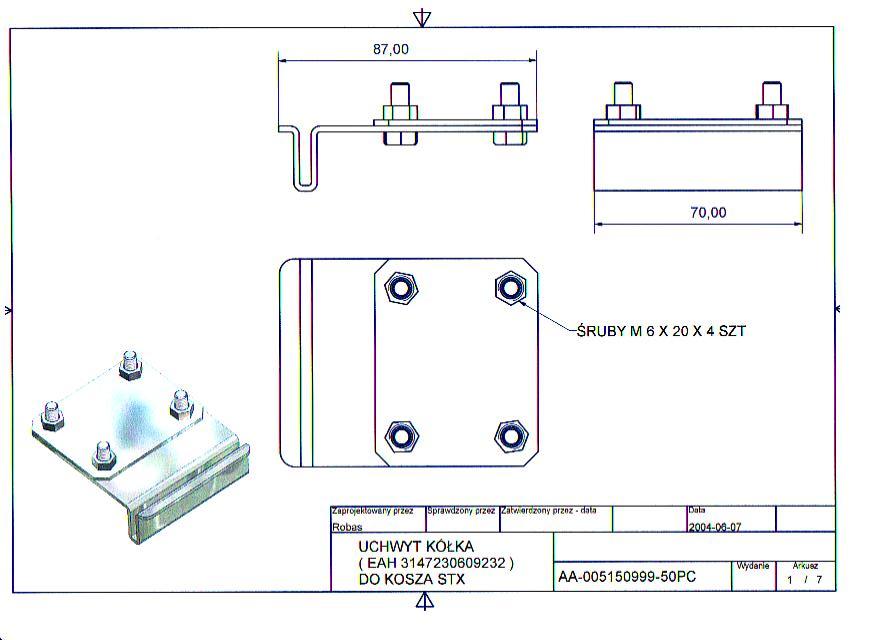 87,00
70,00
ŚRUBY M 6 X 20 X 4 SZT
Zaprojektowany przez
Sprawdzony przez
Zatwierdzony przez - data
Data
Robas
2004-06-07
UCHWYT KÓŁKA
( EAH 3147230609232 )
DO KOSZA STX
AA-005150999-50PC
Wydanie
Arkusz
1 / 7